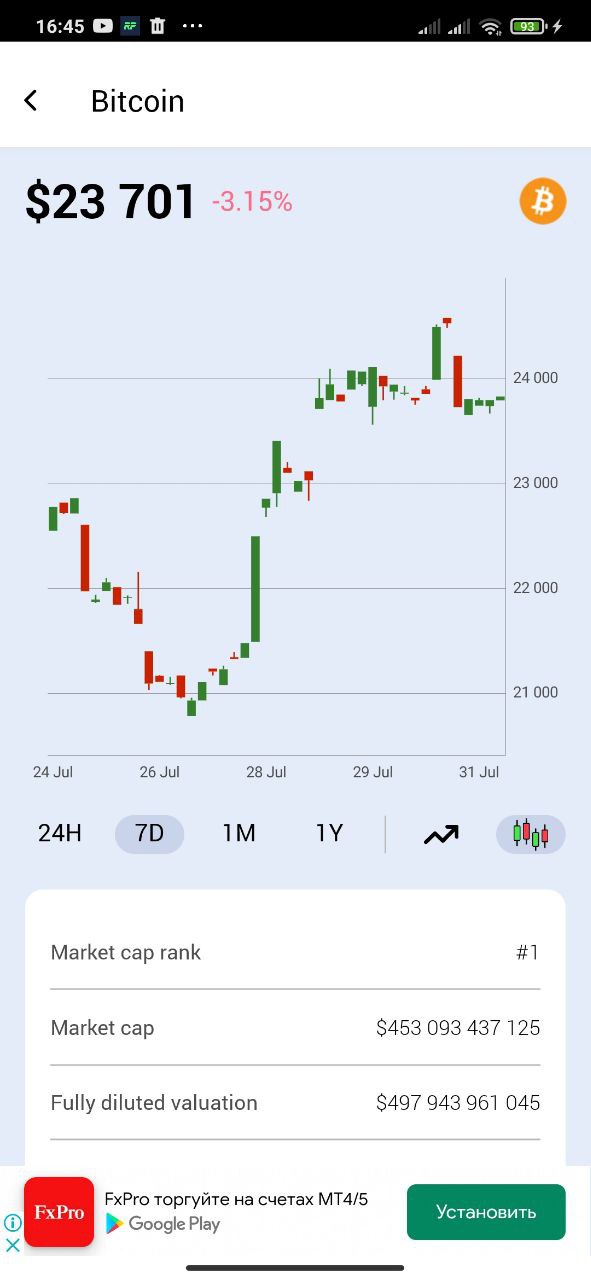 16:45
93
Bitcoin
$23 701 -3.15%
24 000
23 000
22 000
21 000
24 Jul 26 Jul 28 Jul 29 Jul 31 Jul
24H 7D 1M 1Y
Market cap rank #1
Market cap $453 093 437 125
Fully diluted valuation $497 943 961 045
FxPro
FxPro торгуйте на счетах MT4/5
Google Play
Установить